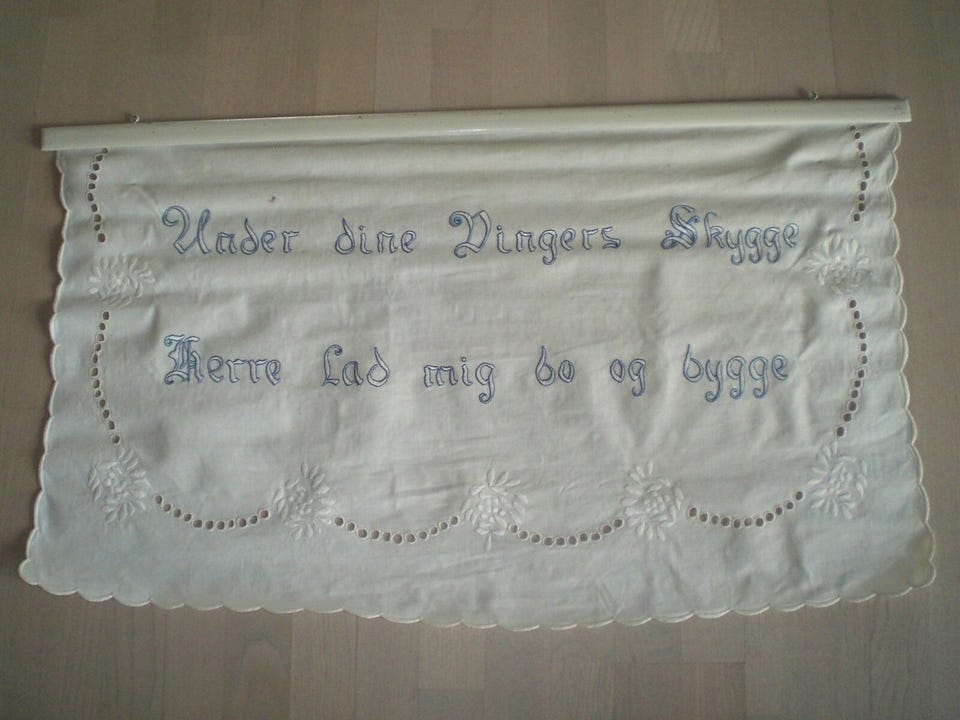 Under dine Vingers Skygge
Herre Lad mig bo og bygge